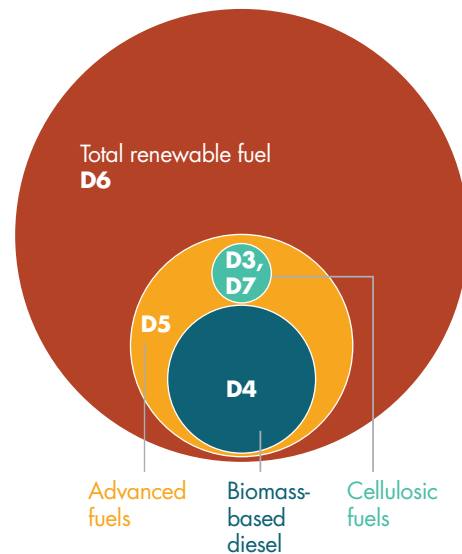 Total renewable fuel
D6
D3,
D7
D5
D4
Advanced
fuels
Biomass-
based
diesel
Cellulosic
fuels